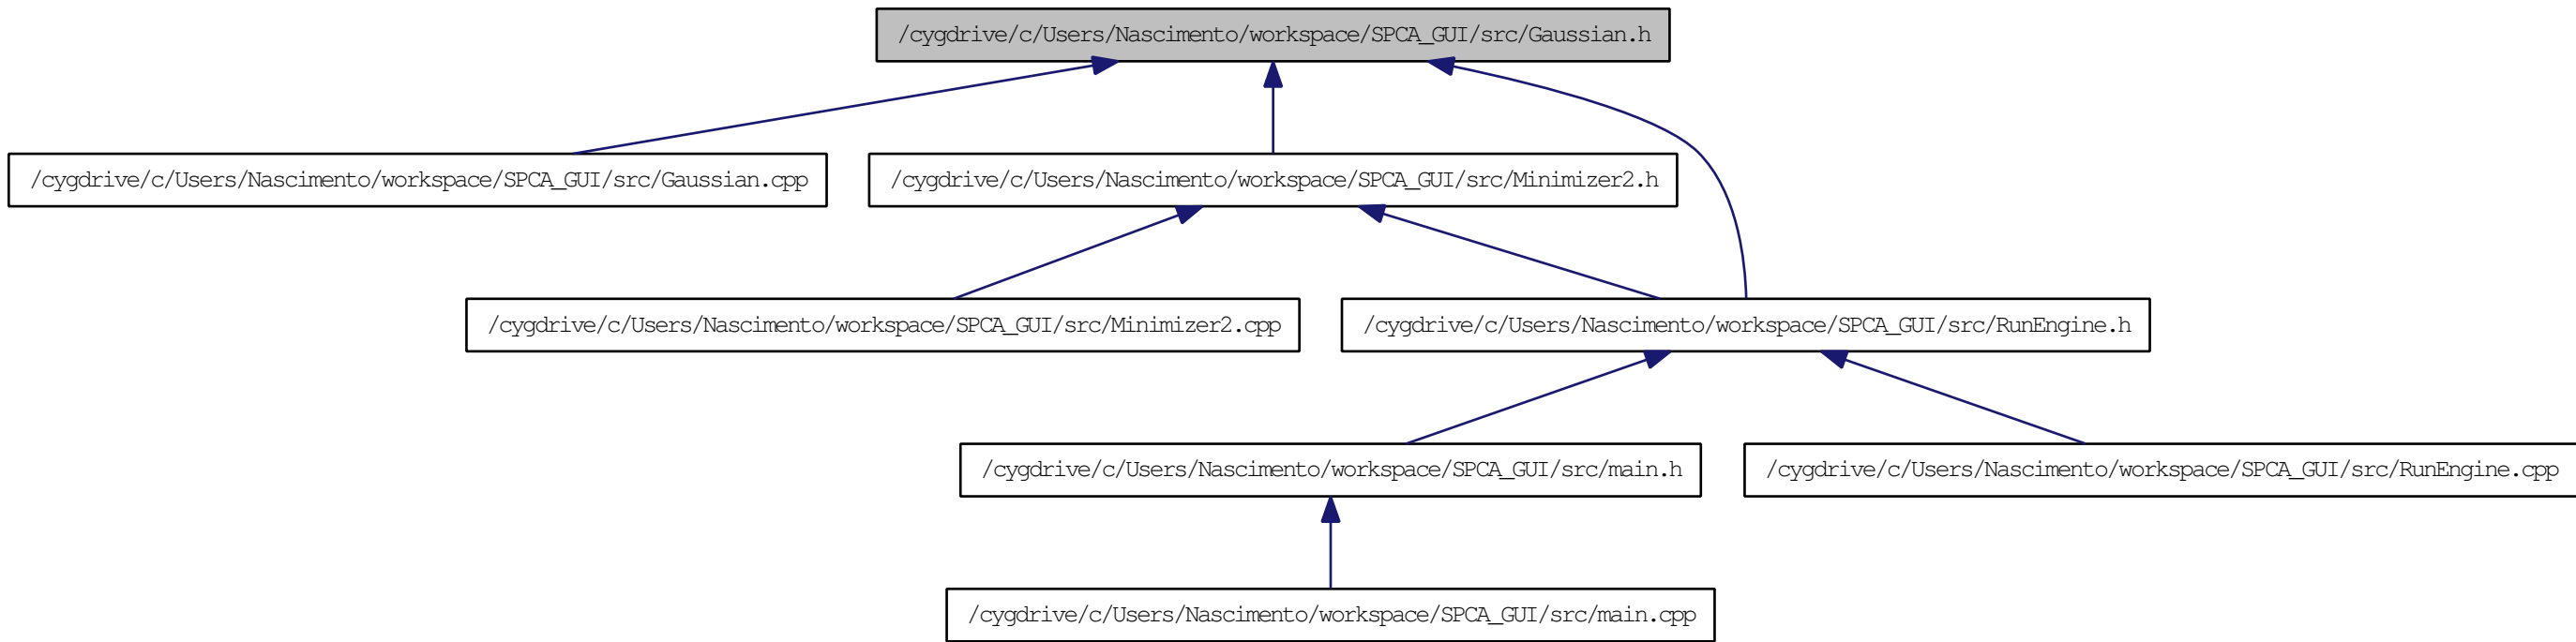 /cygdrive/c/Users/Nascimento/workspace/SPCA_GUI/src/Gaussian.h
/cygdrive/c/Users/Nascimento/workspace/SPCA_GUI/src/Gaussian.cpp
/cygdrive/c/Users/Nascimento/workspace/SPCA_GUI/src/Minimizer2.h
/cygdrive/c/Users/Nascimento/workspace/SPCA_GUI/src/Minimizer2.cpp
/cygdrive/c/Users/Nascimento/workspace/SPCA_GUI/src/RunEngine.h
/cygdrive/c/Users/Nascimento/workspace/SPCA_GUI/src/main.h
/cygdrive/c/Users/Nascimento/workspace/SPCA_GUI/src/RunEngine.cpp
/cygdrive/c/Users/Nascimento/workspace/SPCA_GUI/src/main.cpp